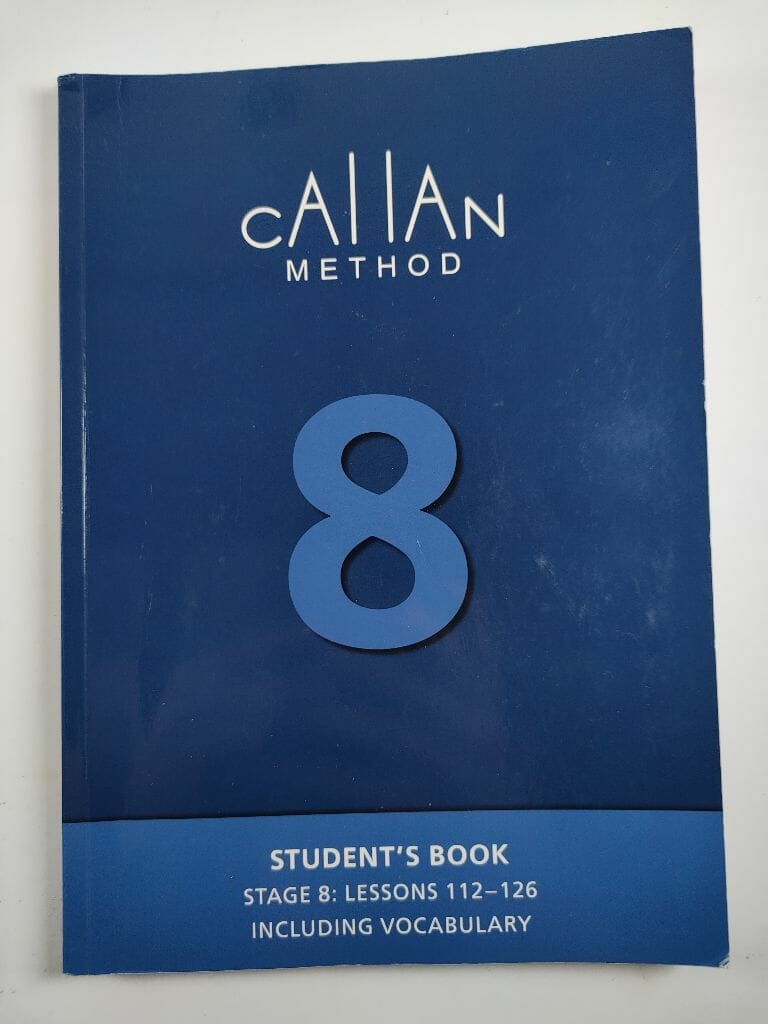 CAllAN
METHOD
8
STUDENT'S BOOK
STAGE 8: LESSONS 112–126
INCLUDING VOCABULARY